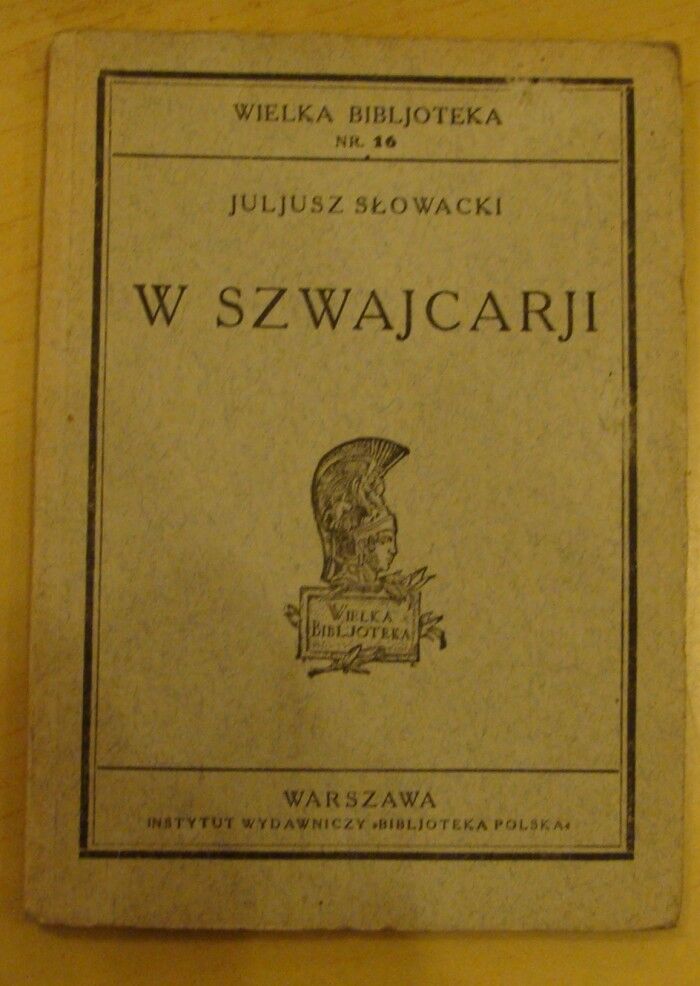 WIELKA BIBLJOTEKA
NR. 16
JULJUSZ SŁOWACKI
W SZWAJCARJI
WIELKA
BIBLJOTEKA
WARSZAWA
INSTYTUT WYDAWNICZY »BIBLJOTEKA POLSKA«